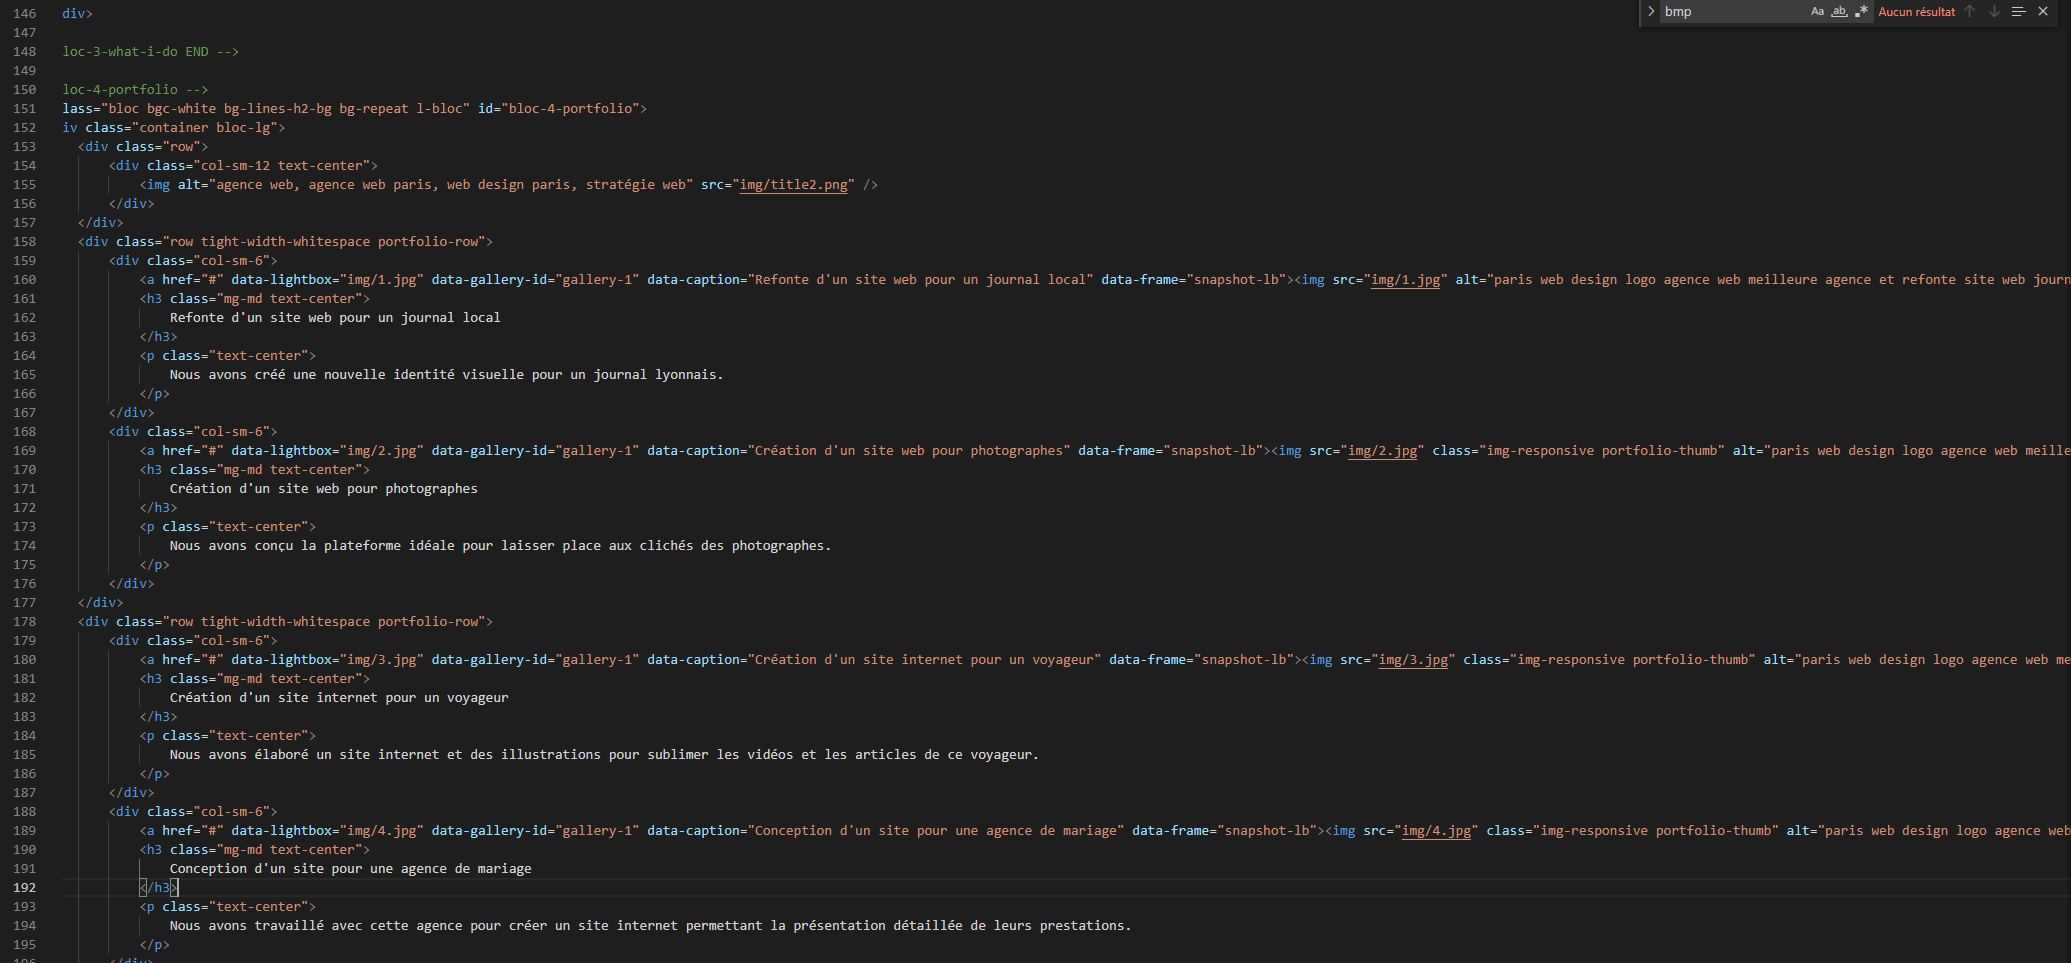 bmp Aa ab Aucun résultat
146 div>
147
148 loc-3-what-i-do END -->
149
150 loc-4-portfolio -->
151 lass="bloc bgc-white bg-lines-h2-bg bg-repeat l-bloc" id="bloc-4-portfolio">
152 iv class="container bloc-lg">
153 <div class="row">
154 <div class="col-sm-12 text-center">
155 <img alt="agence web, agence web paris, web design paris, stratégie web" src="img/title2.png" />
156 </div>
157 </div>
158 <div class="row tight-width-whitespace portfolio-row">
159 <div class="col-sm-6">
160 <a href="#" data-lightbox="img/1.jpg" data-gallery-id="gallery-1" data-caption="Refonte d'un site web pour un journal local" data-frame="snapshot-lb"><img src="img/1.jpg" alt="paris web design logo agence web meilleure agence et refonte site web journ
161 <h3 class="mg-md text-center">
162 Refonte d'un site web pour un journal local
163 </h3>
164 <p class="text-center">
165 Nous avons créé une nouvelle identité visuelle pour un journal lyonnais.
166 </p>
167 </div>
168 <div class="col-sm-6">
169 <a href="#" data-lightbox="img/2.jpg" data-gallery-id="gallery-1" data-caption="Création d'un site web pour photographes" data-frame="snapshot-lb"><img src="img/2.jpg" class="img-responsive portfolio-thumb" alt="paris web design logo agence web meille
170 <h3 class="mg-md text-center">
171 Création d'un site web pour photographes
172 </h3>
173 <p class="text-center">
174 Nous avons conçu la plateforme idéale pour laisser place aux clichés des photographes.
175 </p>
176 </div>
177 </div>
178 <div class="row tight-width-whitespace portfolio-row">
179 <div class="col-sm-6">
180 <a href="#" data-lightbox="img/3.jpg" data-gallery-id="gallery-1" data-caption="Création d'un site internet pour un voyageur" data-frame="snapshot-lb"><img src="img/3.jpg" class="img-responsive portfolio-thumb" alt="paris web design logo agence web me
181 <h3 class="mg-md text-center">
182 Création d'un site internet pour un voyageur
183 </h3>
184 <p class="text-center">
185 Nous avons élaboré un site internet et des illustrations pour sublimer les vidéos et les articles de ce voyageur.
186 </p>
187 </div>
188 <div class="col-sm-6">
189 <a href="#" data-lightbox="img/4.jpg" data-gallery-id="gallery-1" data-caption="Conception d'un site pour une agence de mariage" data-frame="snapshot-lb"><img src="img/4.jpg" class="img-responsive portfolio-thumb" alt="paris web design logo agence web
190 <h3 class="mg-md text-center">
191 Conception d'un site pour une agence de mariage
192 </h3>
193 <p class="text-center">
194 Nous avons travaillé avec cette agence pour créer un site internet permettant la présentation détaillée de leurs prestations.
195 </p>
196 </div>